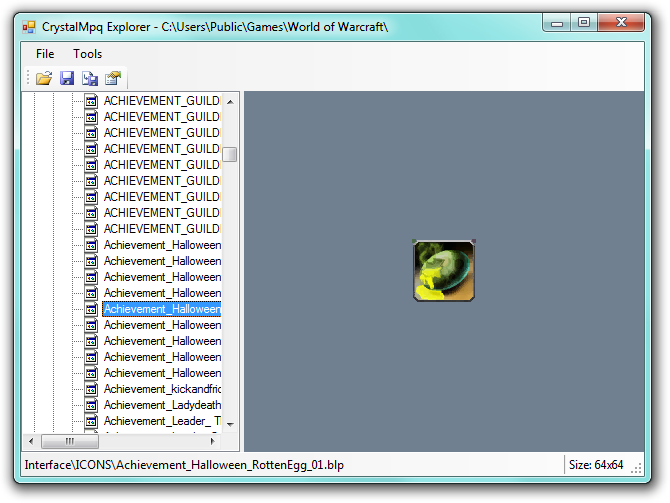 CrystalMpq Explorer - C:\Users\Public\Games\World of Warcraft\
File Tools
ACHIEVEMENT_GUILD
ACHIEVEMENT_GUILD
ACHIEVEMENT_GUILD
ACHIEVEMENT_GUILD
ACHIEVEMENT_GUILD
ACHIEVEMENT_GUILD
ACHIEVEMENT_GUILD
ACHIEVEMENT_GUILD
ACHIEVEMENT_GUILD
Achievement_Halloween
Achievement_Halloween
Achievement_Halloween
Achievement_Halloween
Achievement_Halloween
Achievement_Halloween
Achievement_Halloween
Achievement_Halloween
Achievement_Halloween
Achievement_kickandfric
Achievement_Ladydeath
Achievement_Leader_ T
Interface\ICONS\Achievement_Halloween_RottenEgg_01.blp
Size: 64x64